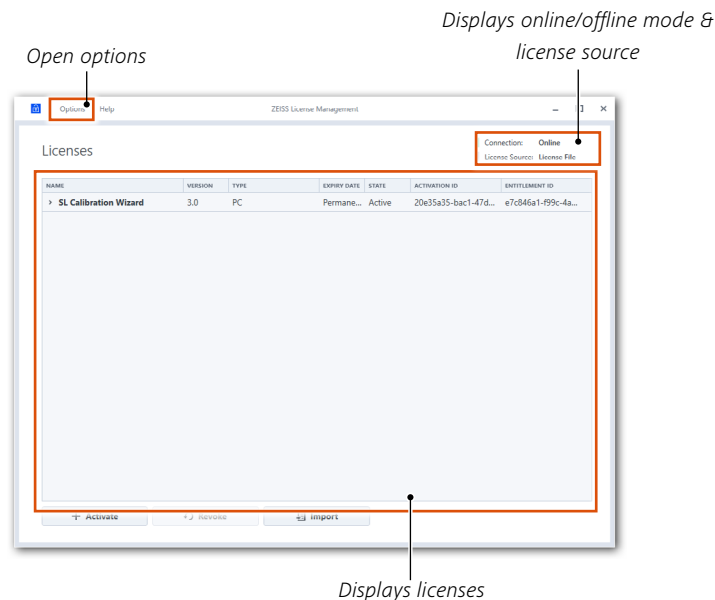 Displays online/offline mode &
license source
Open options
Options Help ZEISS License Management
Licenses
Connection: Online
License Source: License File
NAME VERSION TYPE EXPIRY DATE STATE ACTIVATION ID ENTITLEMENT ID
SL Calibration Wizard 3.0 PC Permane... Active 20e35a35-bac1-47d... e7c846a1-f99c-4a...
Activate Revoke Import
Displays licenses